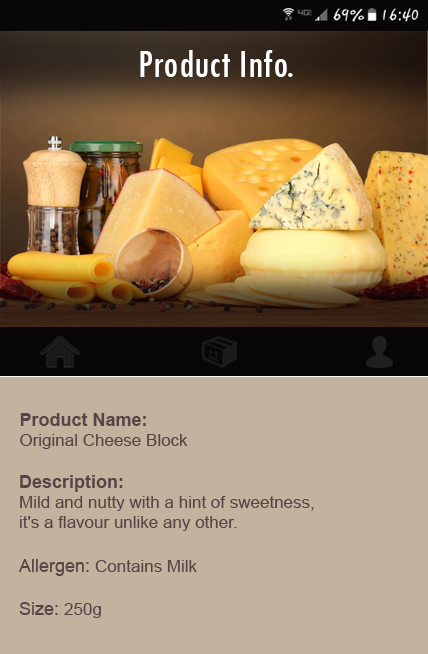 69% 16:40
Product Info.
Product Name:
Original Cheese Block
Description:
Mild and nutty with a hint of sweetness,
it's a flavour unlike any other.
Allergen: Contains Milk
Size: 250g